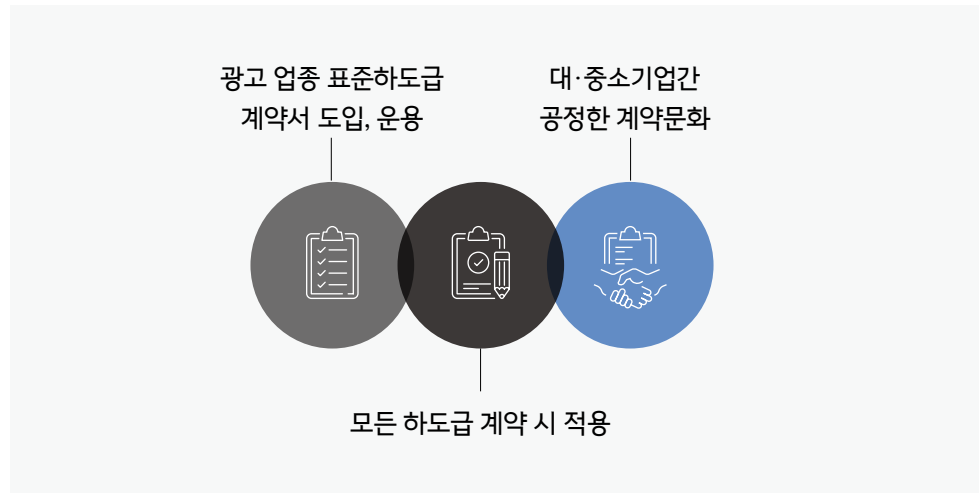 광고 업종 표준하도급
계약서 도입, 운용
대·중소기업간
공정한 계약문화
모든 하도급 계약 시 적용